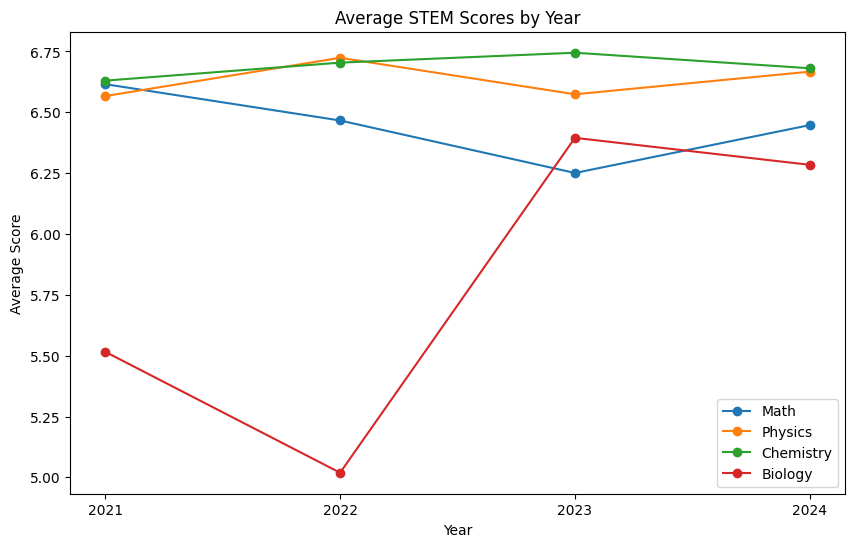 Average STEM Scores by Year
Average Score
6.75
6.50
6.25
6.00
5.75
5.50
5.25
5.00
2021 2022 2023 2024
Year
Math
Physics
Chemistry
Biology